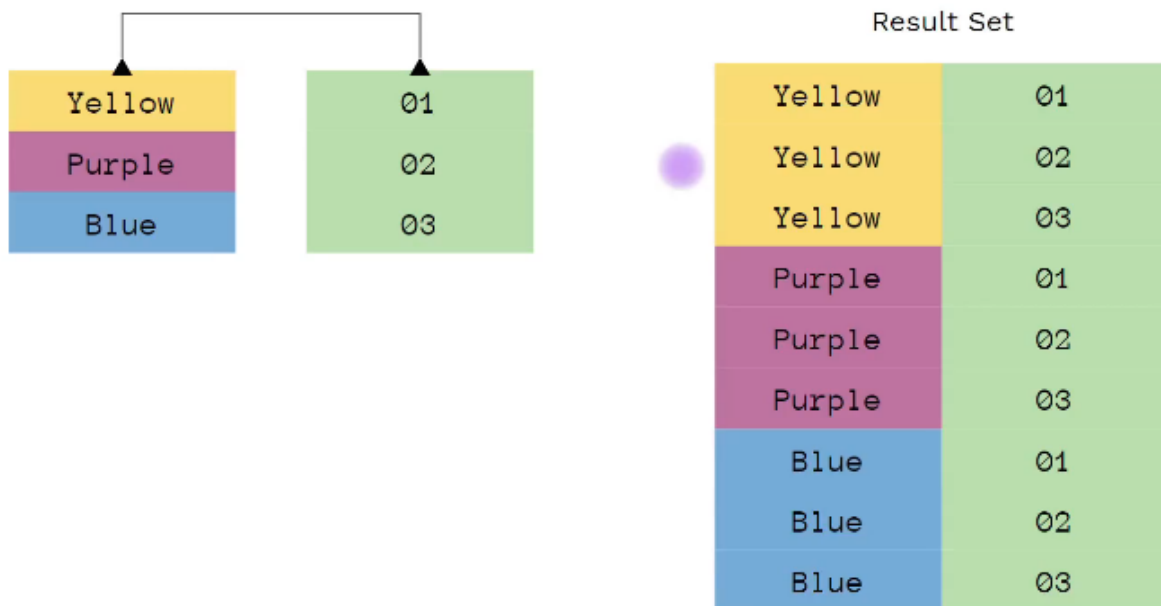 Result Set
Yellow 01
Purple 02
Blue 03
Yellow 01
Yellow 02
Yellow 03
Purple 01
Purple 02
Purple 03
Blue 01
Blue 02
Blue 03